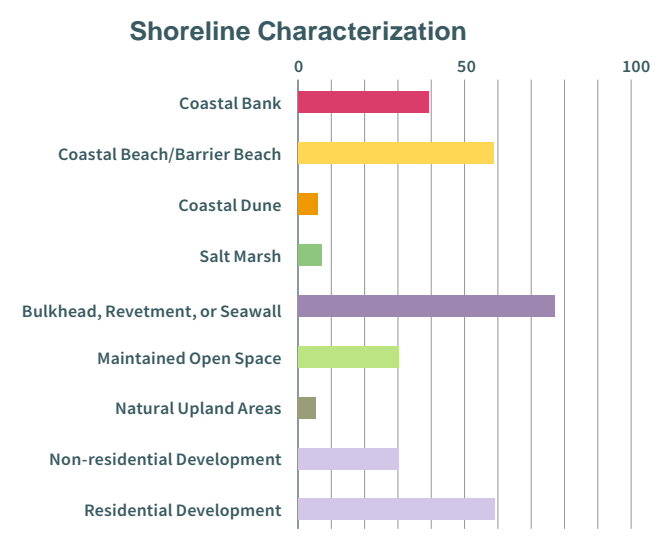 Shoreline Characterization
0 50 100
Coastal Bank
Coastal Beach/Barrier Beach
Coastal Dune
Salt Marsh
Bulkhead, Revetment, or Seawall
Maintained Open Space
Natural Upland Areas
Non-residential Development
Residential Development